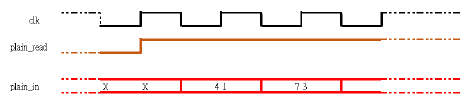 clk
plain_read
plain_in X X 4.1 7.3